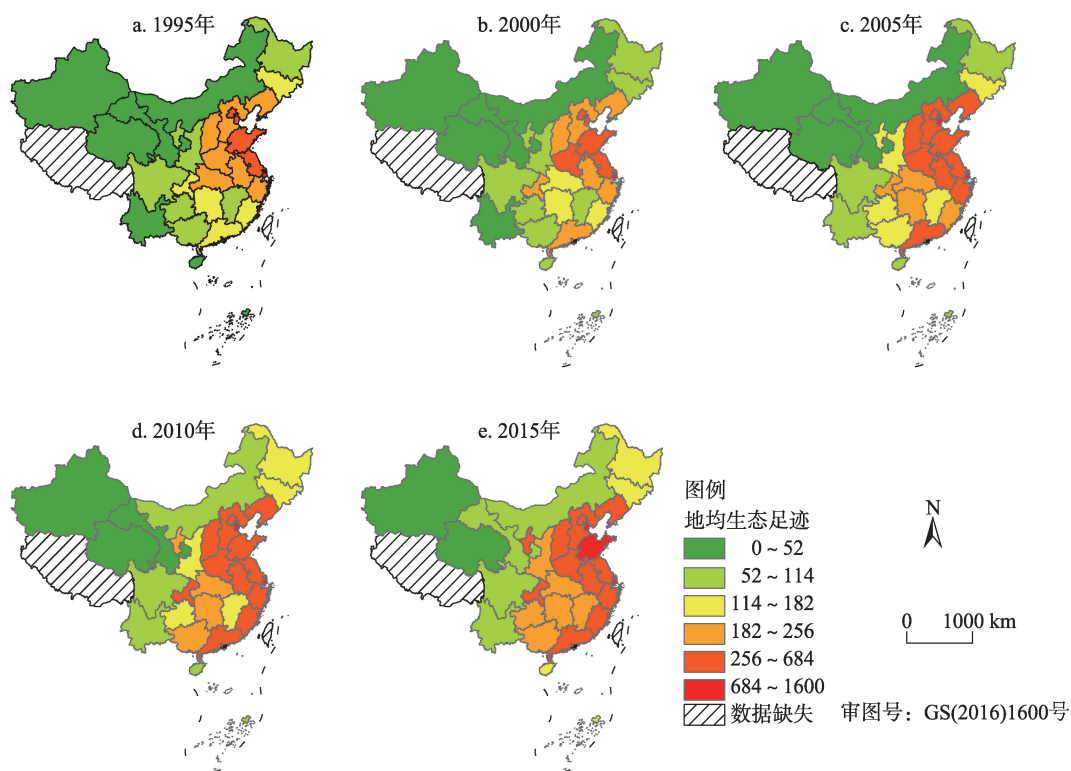 a. 1995年
b. 2000年
c. 2005年
d. 2010年
e. 2015年
图例
地均生态足迹
0～52
52～114
114～182
182～256
256～684
684～1600
数据缺失
N
0 1000 km
审图号：GS(2016)1600号